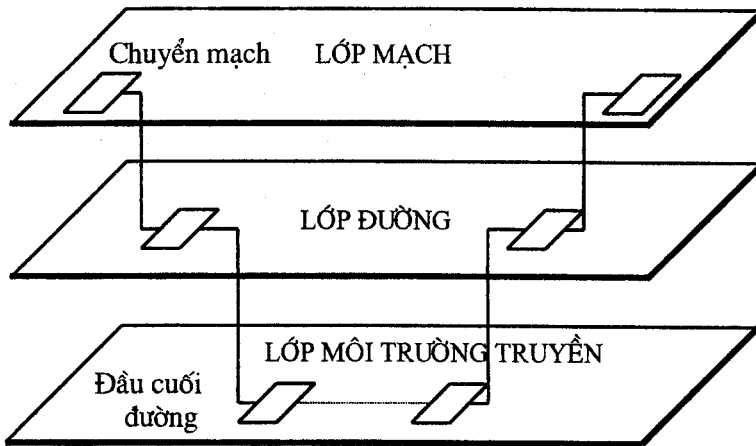 Chuyển mạch LỚP MẠCH
LỚP ĐƯỜNG
LỚP MÔI TRƯỜNG TRUYỀN
Đầu cuối
đường